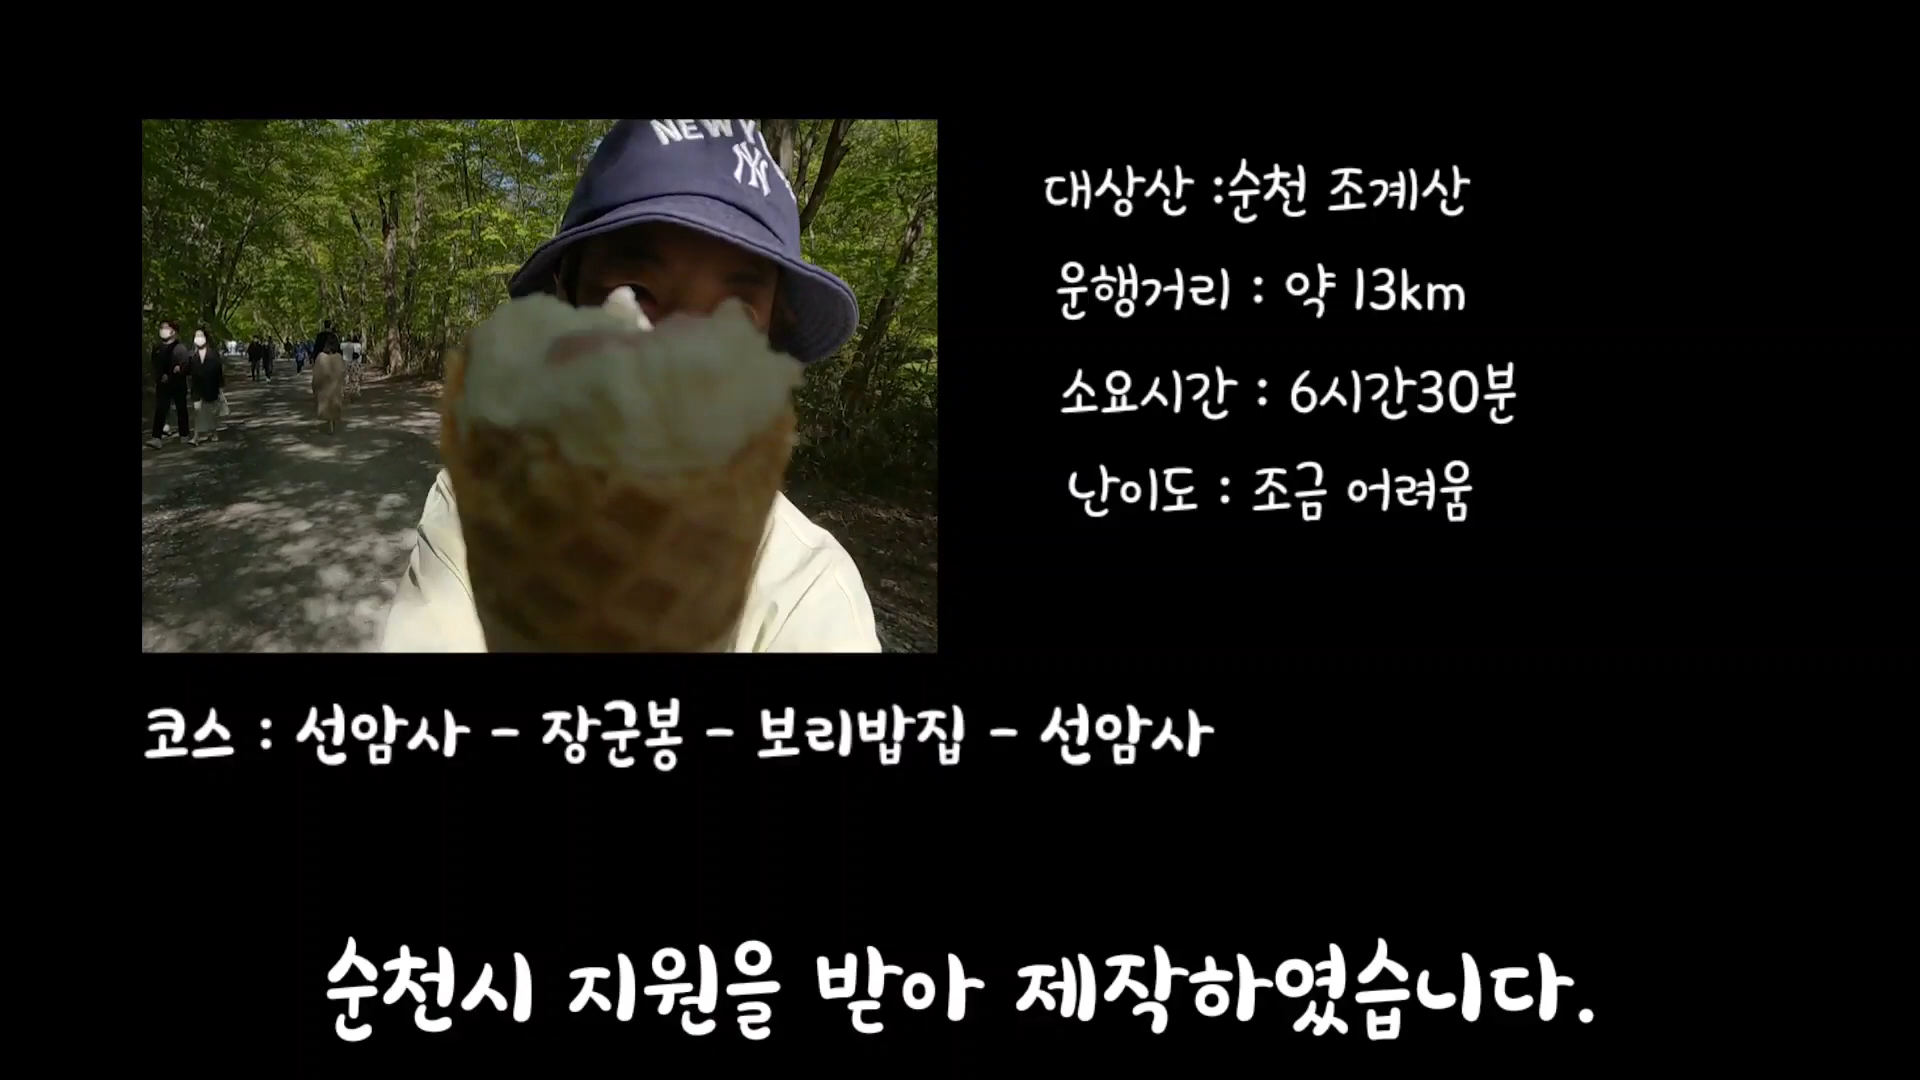 NEW Y
NY
대상산 :순천 조계산
운행거리 : 약 13km
소요시간 : 6시간30분
난이도 : 조금 어려움
코스 : 선암사 - 장군봉 - 보리밥집 - 선암사
순천시 지원을 받아 제작하였습니다.